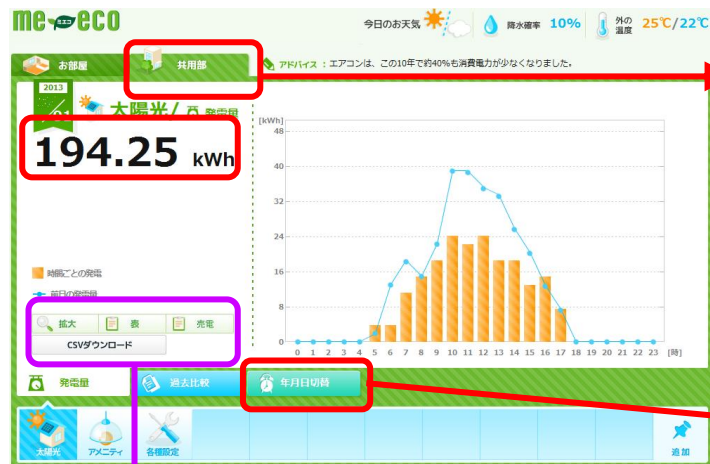 me eco
今日のお天気 降水確率 10% 外の温度 25℃/22℃
お部屋 共用部 アドバイス：エアコンは、この10年で約40%も消費電力が少なくなりました。
2013
太陽光/ 発電量
194.25 kWh
[kWh]
48
40
32
24
16
8
0
0 1 2 3 4 5 6 7 8 9 10 11 12 13 14 15 16 17 18 19 20 21 22 23 [時]
時間ごとの発電
前日の発電量
拡大 表 売電
CSVダウンロード
発電量 過去比較 年月日切替
太陽光 アメニティ 各種設定 追加